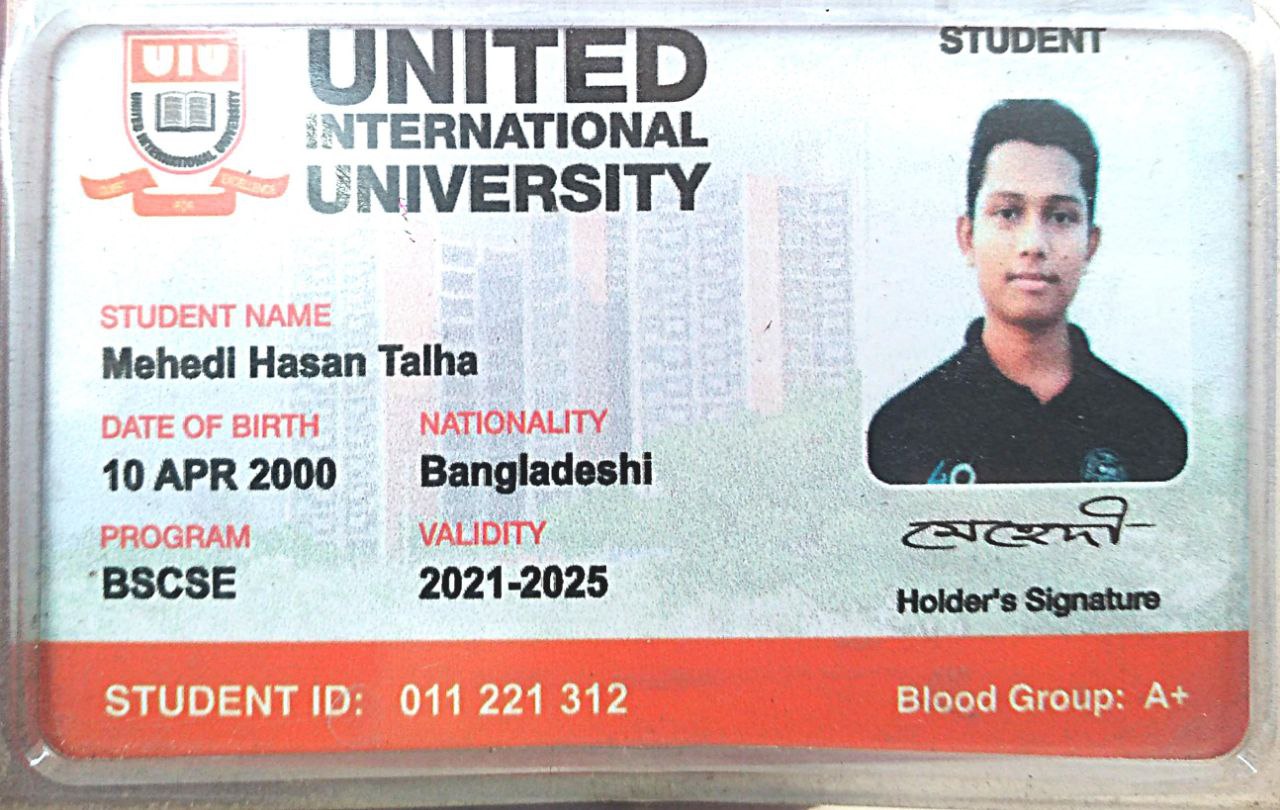 UIU
UNITED INTERNATIONAL UNIVERSITY
QUEST FOR EXCELLENCE
UNITED
INTERNATIONAL
UNIVERSITY
STUDENT
STUDENT NAME
Mehedi Hasan Talha
DATE OF BIRTH
10 APR 2000
NATIONALITY
Bangladeshi
PROGRAM
BSCSE
VALIDITY
2021-2025
মেহেদী
Holder's Signature
STUDENT ID: 011 221 312
Blood Group: A+